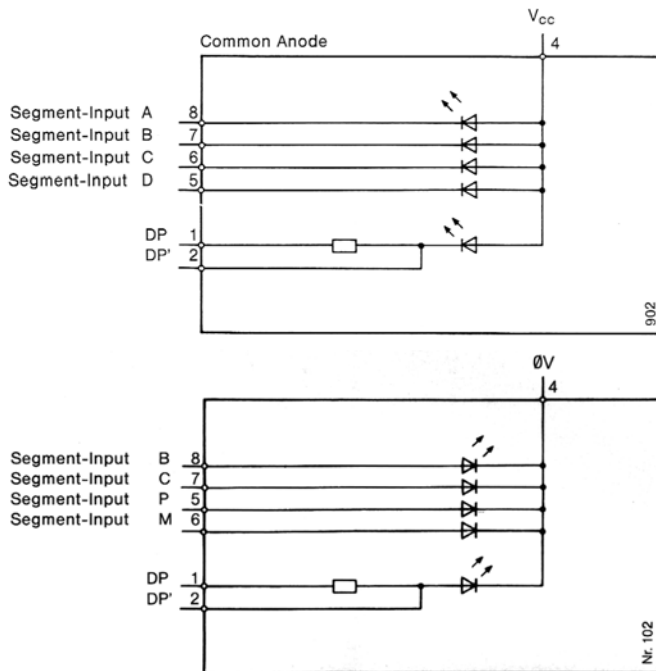 V_CC
4
Common Anode
Segment-Input A 8
Segment-Input B 7
Segment-Input C 6
Segment-Input D 5
DP 1
DP' 2
902
ØV
4
Segment-Input B 8
Segment-Input C 7
Segment-Input P 5
Segment-Input M 6
DP 1
DP' 2
Nr. 102